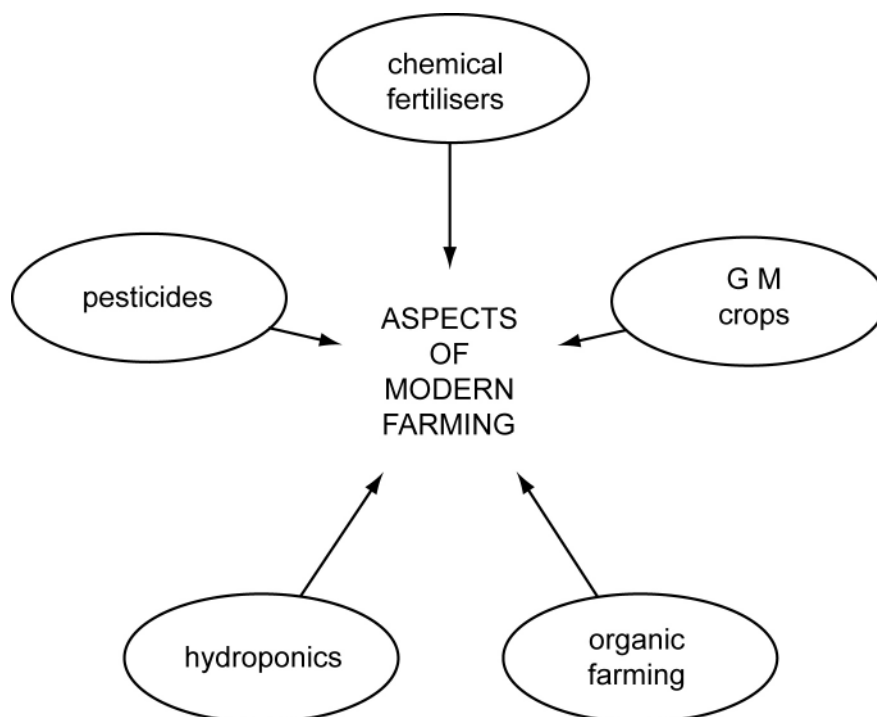 chemical
fertilisers
pesticides
G M
crops
ASPECTS
OF
MODERN
FARMING
hydroponics
organic
farming